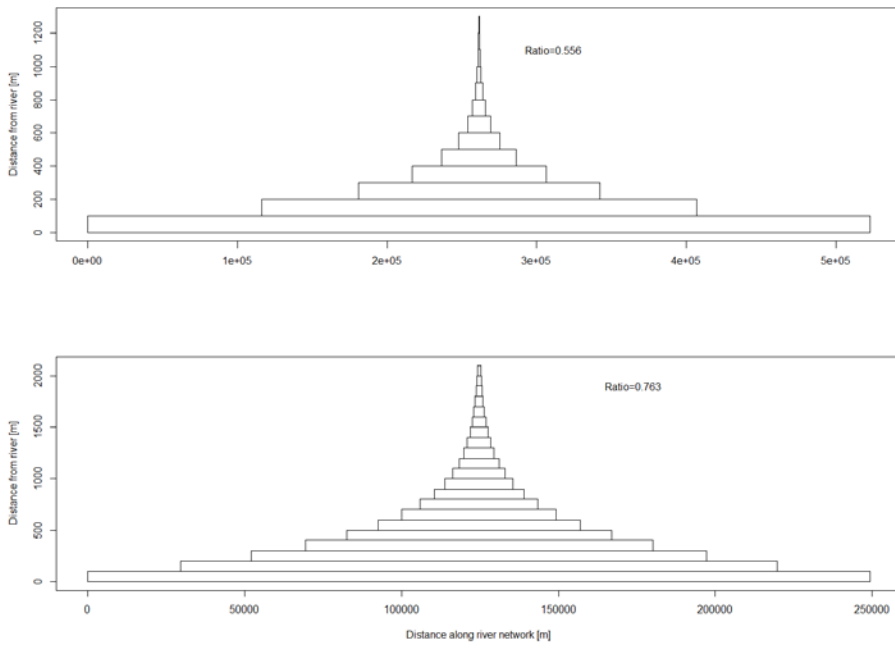 Distance from river [m]
0 200 400 600 800 1000 1200
Ratio=0.556
0e+00 1e+05 2e+05 3e+05 4e+05 5e+05
Distance from river [m]
0 500 1000 1500 2000
Ratio=0.763
0 50000 100000 150000 200000 250000
Distance along river network [m]